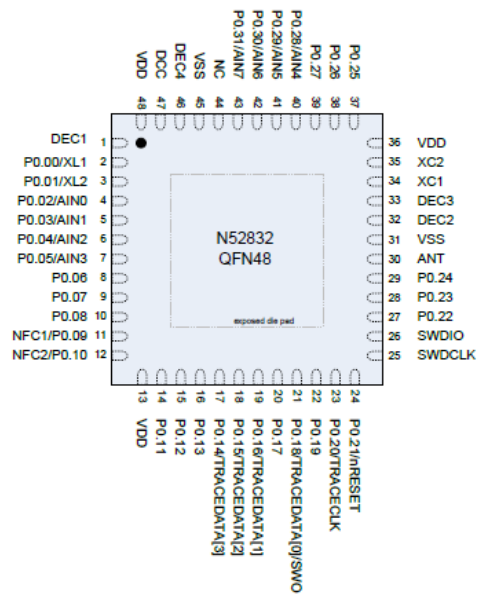 P0.31/AIN7
P0.30/AIN6
P0.29/AIN5
P0.28/AIN4
VDD
DCC
DEC4
VSS
NC
P0.27
P0.26
P0.25
48
47
46
45
44
43
42
41
40
39
38
37
DEC1 1
P0.00/XL1 2
P0.01/XL2 3
P0.02/AIN0 4
P0.03/AIN1 5
P0.04/AIN2 6
P0.05/AIN3 7
P0.06 8
P0.07 9
P0.08 10
NFC1/P0.09 11
NFC2/P0.10 12
N52832
QFN48
exposed die pad
36 VDD
35 XC2
34 XC1
33 DEC3
32 DEC2
31 VSS
30 ANT
29 P0.24
28 P0.23
27 P0.22
26 SWDIO
25 SWDCLK
13
14
15
16
17
18
19
20
21
22
23
24
VDD
P0.11
P0.12
P0.13
P0.14/TRACEDATA[3]
P0.15/TRACEDATA[2]
P0.16/TRACEDATA[1]
P0.17
P0.18/TRACEDATA[0]/SWO
P0.19
P0.20/TRACECLK
P0.21/nRESET